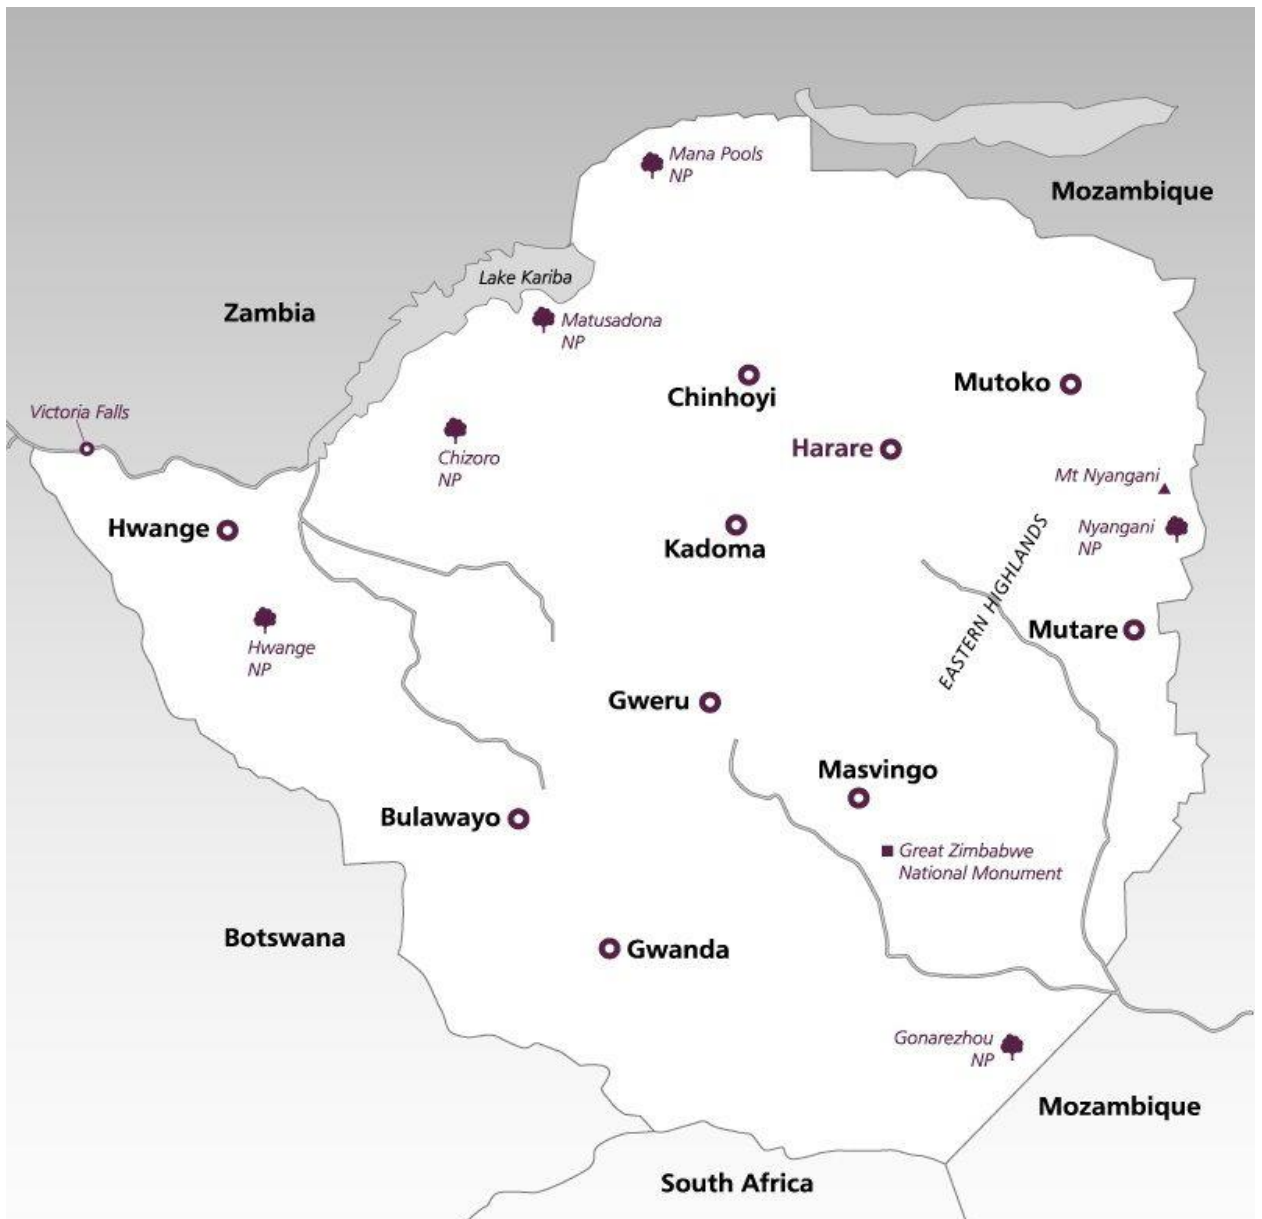 Mana Pools
NP
Mozambique
Lake Kariba
Zambia
Matusadona
NP
Chinhoyi
Mutoko
Victoria Falls
Chizoro
NP
Harare
Mt Nyangani
Hwange
Kadoma
Nyangani
NP
EASTERN HIGHLANDS
Hwange
NP
Mutare
Gweru
Masvingo
Bulawayo
Great Zimbabwe
National Monument
Botswana
Gwanda
Gonarezhou
NP
Mozambique
South Africa